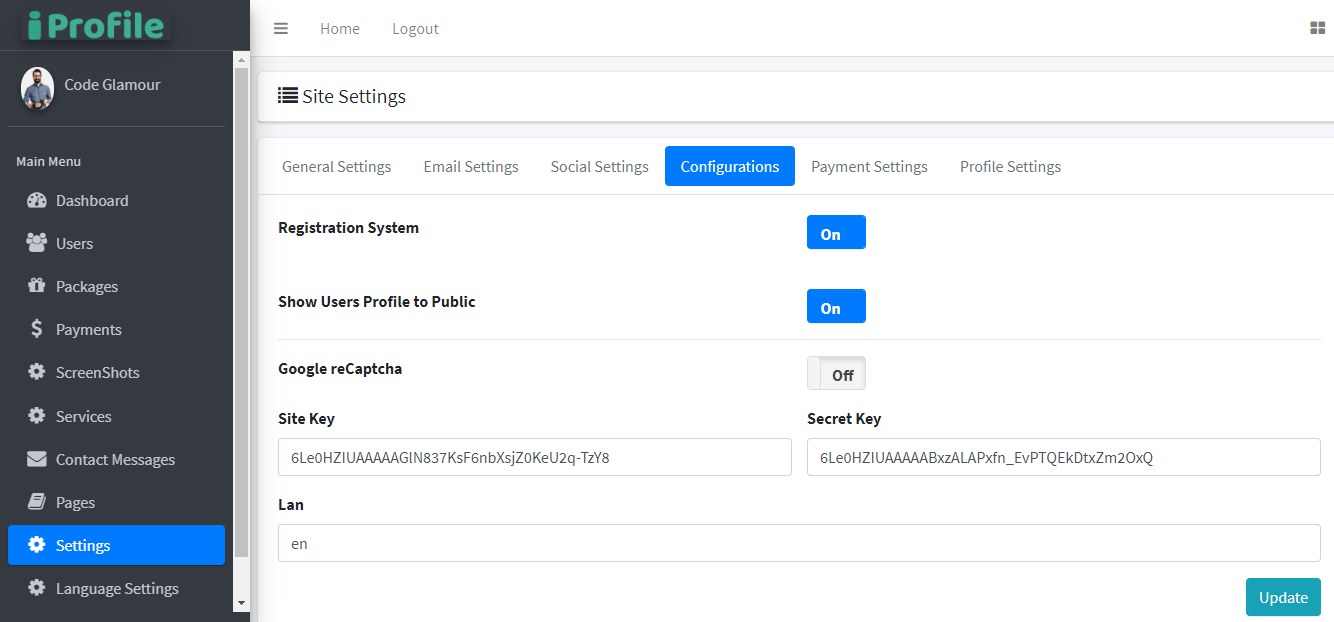 iProfile
Home Logout
Code Glamour
Site Settings
General Settings Email Settings Social Settings Configurations Payment Settings Profile Settings
Main Menu
Dashboard
Users
Packages
Payments
ScreenShots
Services
Contact Messages
Pages
Settings
Language Settings
Registration System On
Show Users Profile to Public On
Google reCaptcha Off
Site Key Secret Key
6Le0HZIUAAAAAGlN837KsF6nbXsjZ0KeU2q-TzY8 6Le0HZIUAAAAABxzALAPxfn_EvPTQEkDtxZm2OxQ
Lan
en
Update